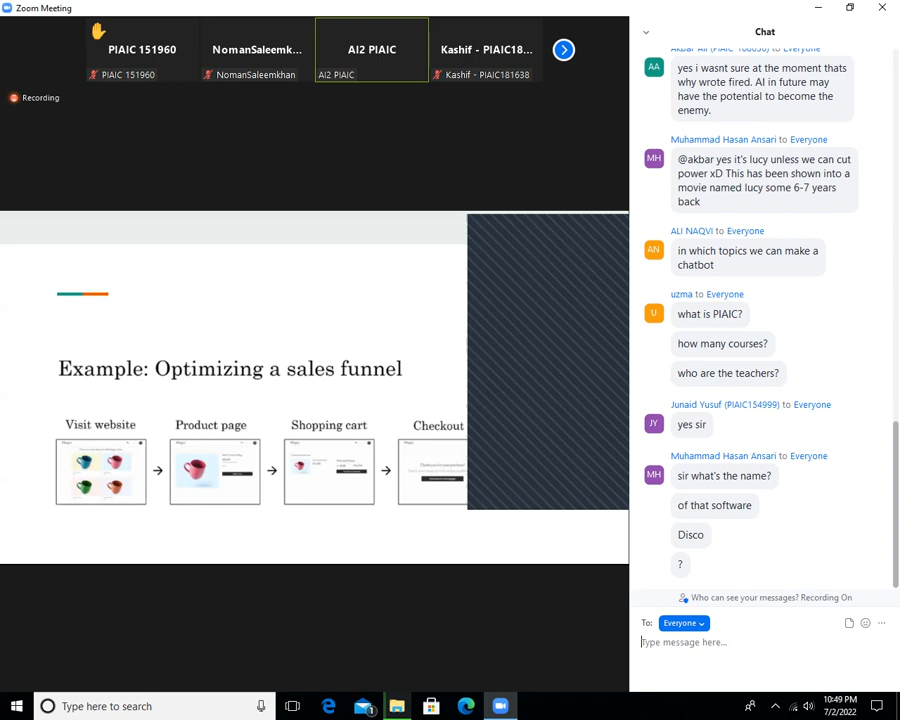 Zoom Meeting
PIAIC 151960
NomanSaleemk...
AI2 PIAIC
Kashif - PIAIC18...
PIAIC 151960
NomanSaleemkhan
AI2 PIAIC
Kashif - PIAIC181638
Recording
Example: Optimizing a sales funnel
Visit website
Product page
Shopping cart
Checkout
Chat
to Everyone
AA
yes i wasnt sure at the moment thats
why wrote fired. AI in future may
have the potential to become the
enemy.
Muhammad Hasan Ansari to Everyone
MH
@akbar yes it's lucy unless we can cut
power xD This has been shown into a
movie named lucy some 6-7 years
back
ALI NAQVI to Everyone
AN
in which topics we can make a
chatbot
uzma to Everyone
U
what is PIAIC?
how many courses?
who are the teachers?
Junaid Yusuf (PIAIC154999) to Everyone
JY
yes sir
Muhammad Hasan Ansari to Everyone
MH
sir what's the name?
of that software
Disco
?
Who can see your messages? Recording On
To: Everyone
Type message here...
Type here to search
1
10:49 PM
7/2/2022